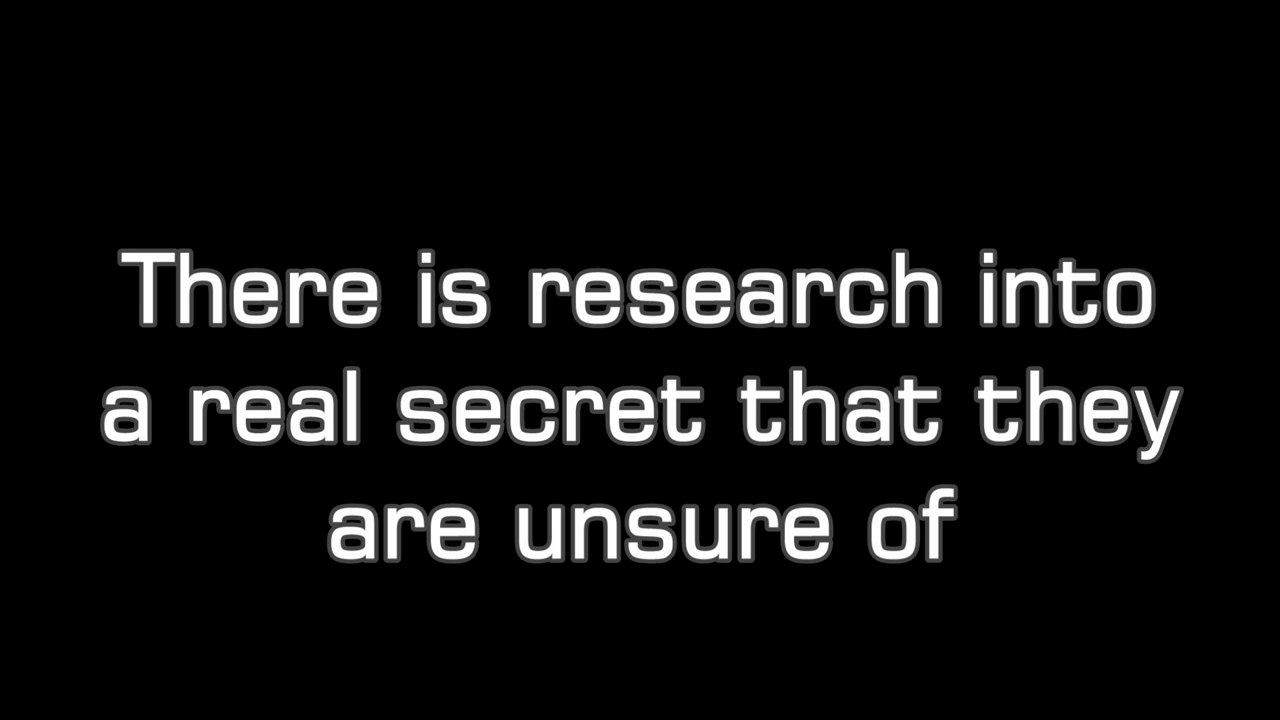 There is research into
a real secret that they
are unsure of